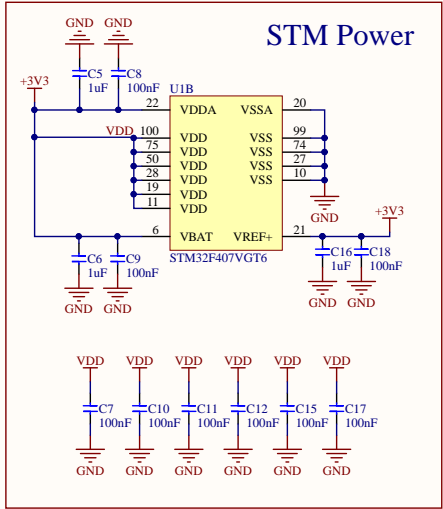 STM Power
GND GND
C5 C8
1uF 100nF
+3V3
U1B
22 VDDA VSSA 20
VDD 100 VDD VSS 99
75 VDD VSS 74
50 VDD VSS 27
28 VDD VSS 10
19 VDD
11 VDD
GND
+3V3
6 VBAT VREF+ 21
STM32F407VGT6
C6 C9
1uF 100nF
GND GND
C16 C18
1uF 100nF
GND GND
VDD VDD VDD VDD VDD VDD
C7 C10 C11 C12 C15 C17
100nF 100nF 100nF 100nF 100nF 100nF
GND GND GND GND GND GND